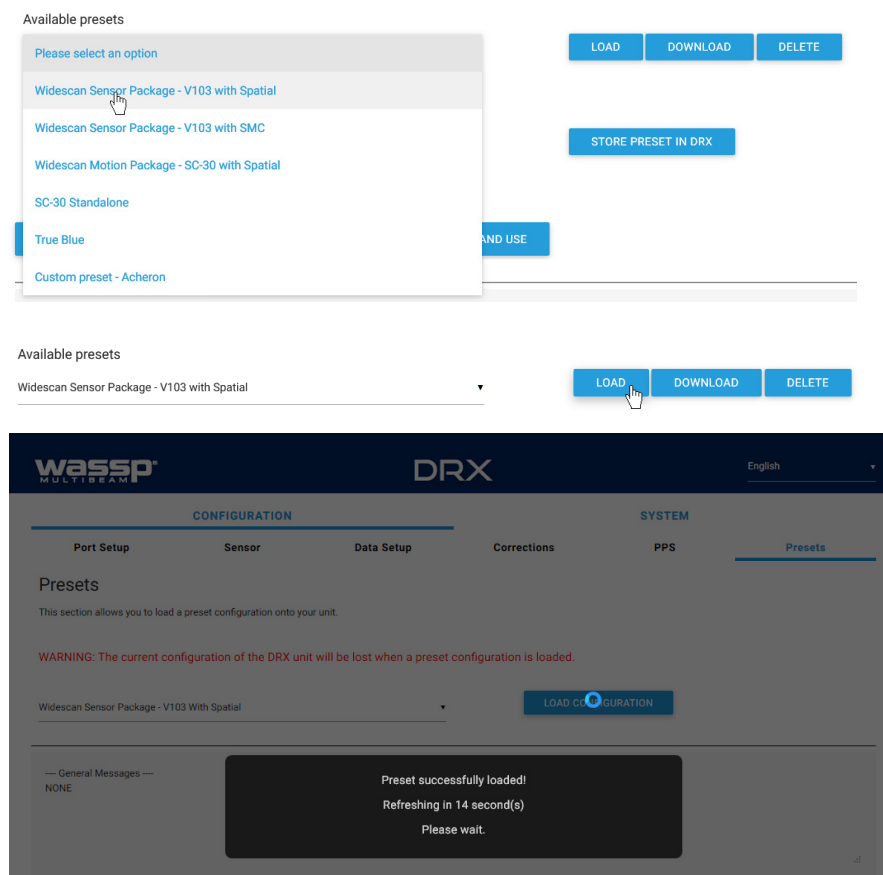 Available presets
Please select an option
LOAD DOWNLOAD DELETE
Widescan Sensor Package - V103 with Spatial
Widescan Sensor Package - V103 with SMC
STORE PRESET IN DRX
Widescan Motion Package - SC-30 with Spatial
SC-30 Standalone
True Blue
AND USE
Custom preset - Acheron
Available presets
Widescan Sensor Package - V103 with Spatial
LOAD DOWNLOAD DELETE
wassp
MULTIBEAM
DRX
English
CONFIGURATION SYSTEM
Port Setup Sensor Data Setup Corrections PPS Presets
Presets
This section allows you to load a preset configuration onto your unit.
WARNING: The current configuration of the DRX unit will be lost when a preset configuration is loaded.
Widescan Sensor Package - V103 With Spatial
LOAD CONFIGURATION
--- General Messages ---
NONE
Preset successfully loaded!
Refreshing in 14 second(s)
Please wait.